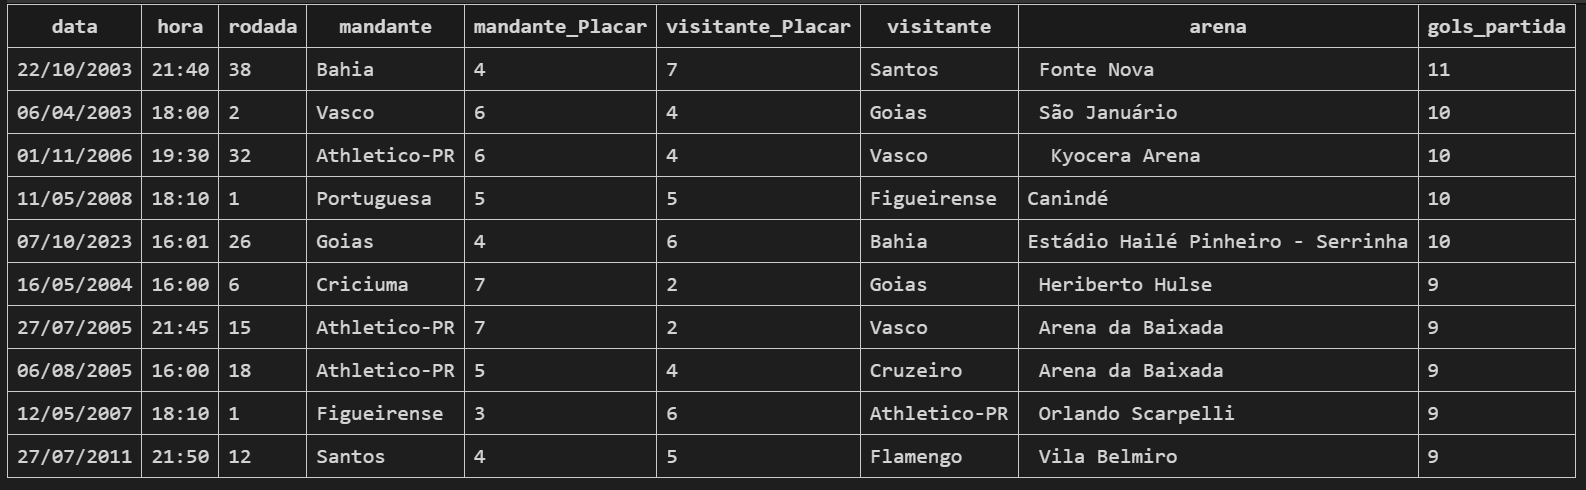 data hora rodada mandante mandante_Placar visitante_Placar visitante arena gols_partida
22/10/2003 21:40 38 Bahia 4 7 Santos Fonte Nova 11
06/04/2003 18:00 2 Vasco 6 4 Goias São Januário 10
01/11/2006 19:30 32 Athletico-PR 6 4 Vasco Kyocera Arena 10
11/05/2008 18:10 1 Portuguesa 5 5 Figueirense Canindé 10
07/10/2023 16:01 26 Goias 4 6 Bahia Estádio Hailé Pinheiro - Serrinha 10
16/05/2004 16:00 6 Criciuma 7 2 Goias Heriberto Hulse 9
27/07/2005 21:45 15 Athletico-PR 7 2 Vasco Arena da Baixada 9
06/08/2005 16:00 18 Athletico-PR 5 4 Cruzeiro Arena da Baixada 9
12/05/2007 18:10 1 Figueirense 3 6 Athletico-PR Orlando Scarpelli 9
27/07/2011 21:50 12 Santos 4 5 Flamengo Vila Belmiro 9